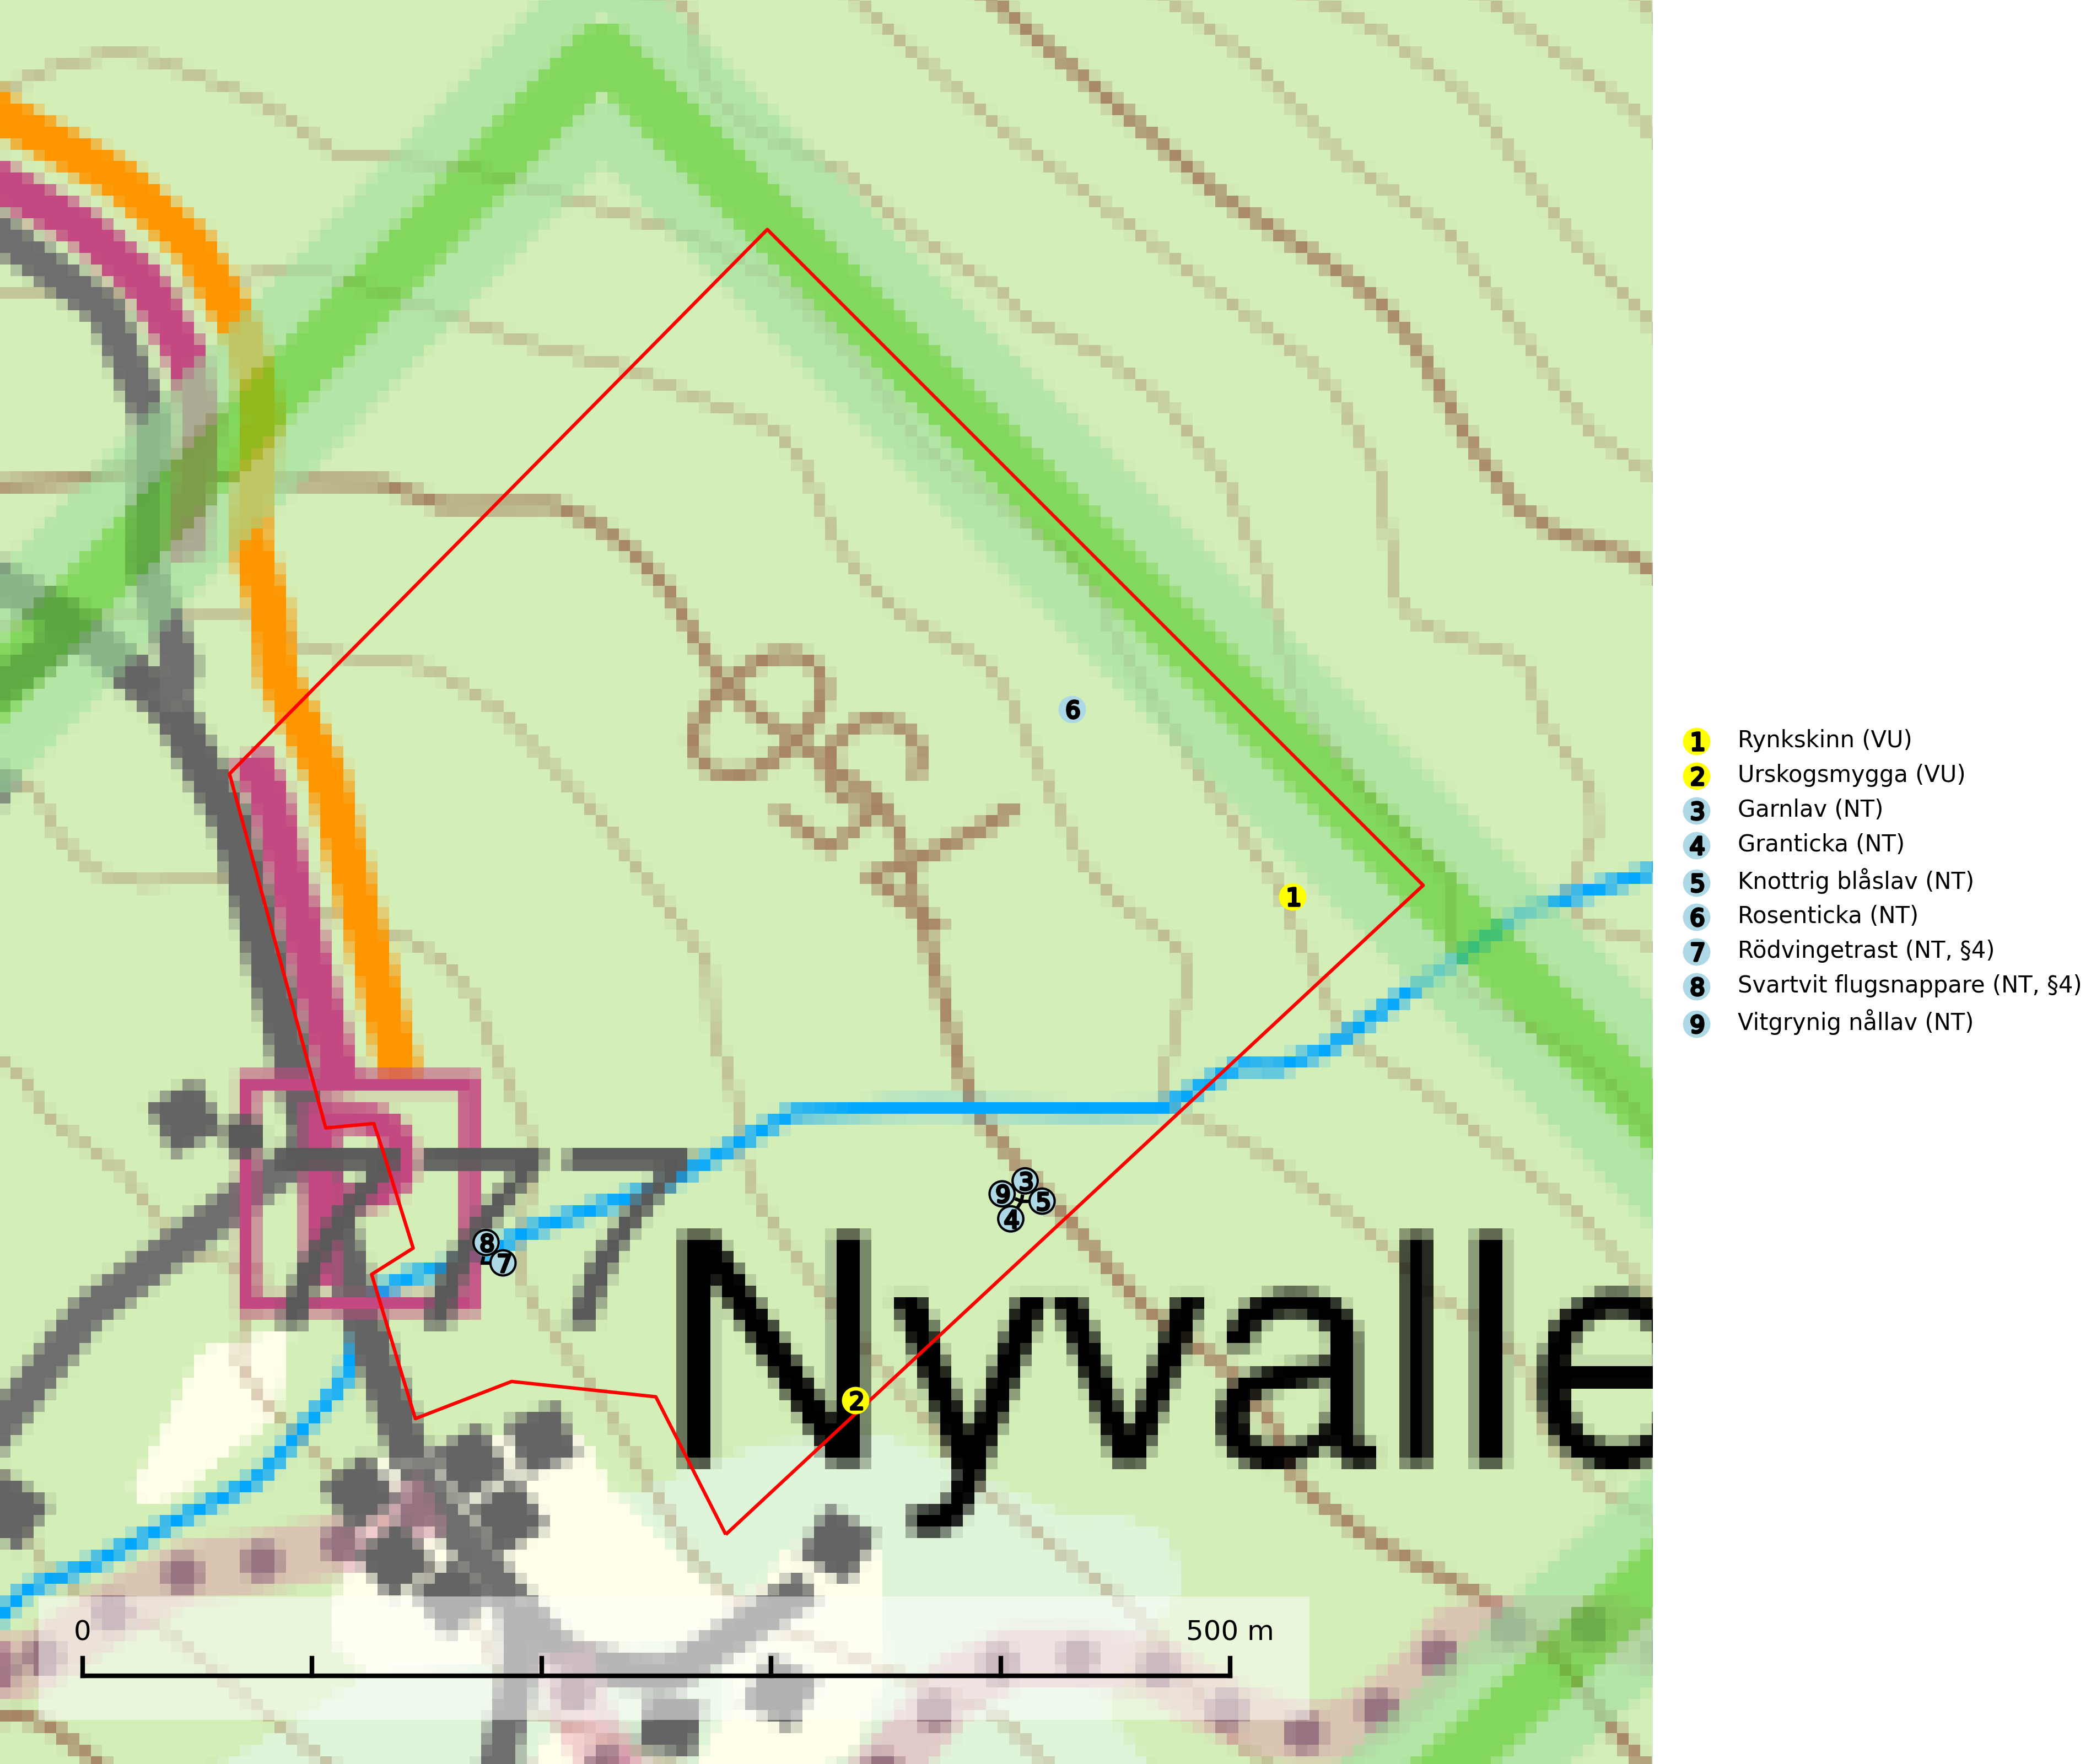 857
777
P
Nyvalle
1 Rynkskinn (VU)
2 Urskogsmygga (VU)
3 Garnlav (NT)
4 Granticka (NT)
5 Knottrig blåslav (NT)
6 Rosenticka (NT)
7 Rödvingetrast (NT, §4)
8 Svartvit flugsnappare (NT, §4)
9 Vitgrynig nållav (NT)
6
1
3
9
5
4
8
7
2
0
500 m